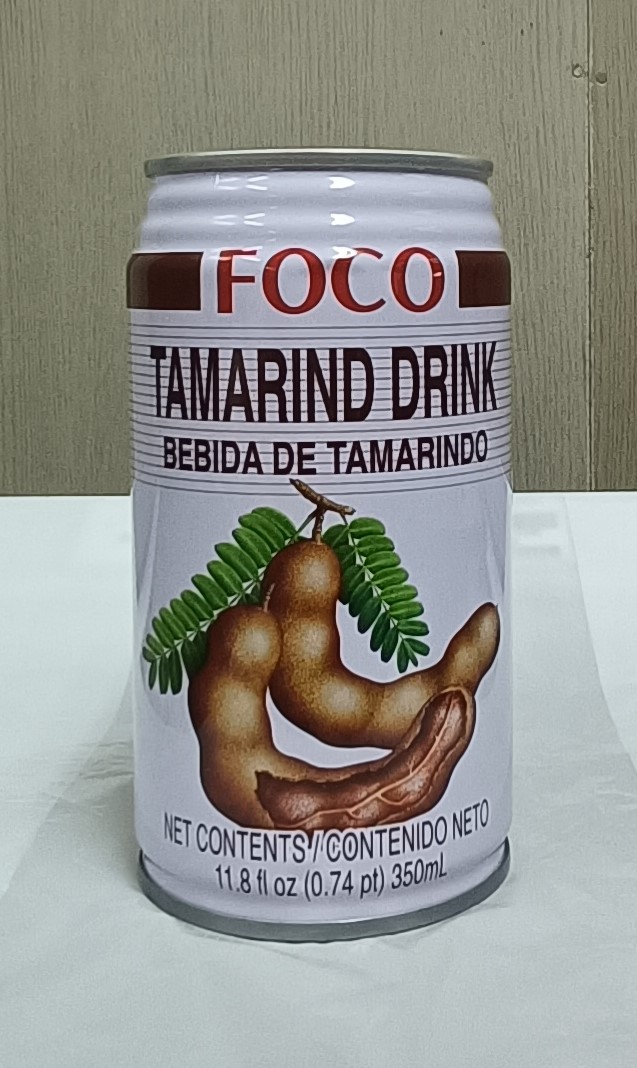 FOCO
TAMARIND DRINK
BEBIDA DE TAMARINDO
NET CONTENTS / CONTENIDO NETO
11.8 fl oz (0.74 pt) 350mL